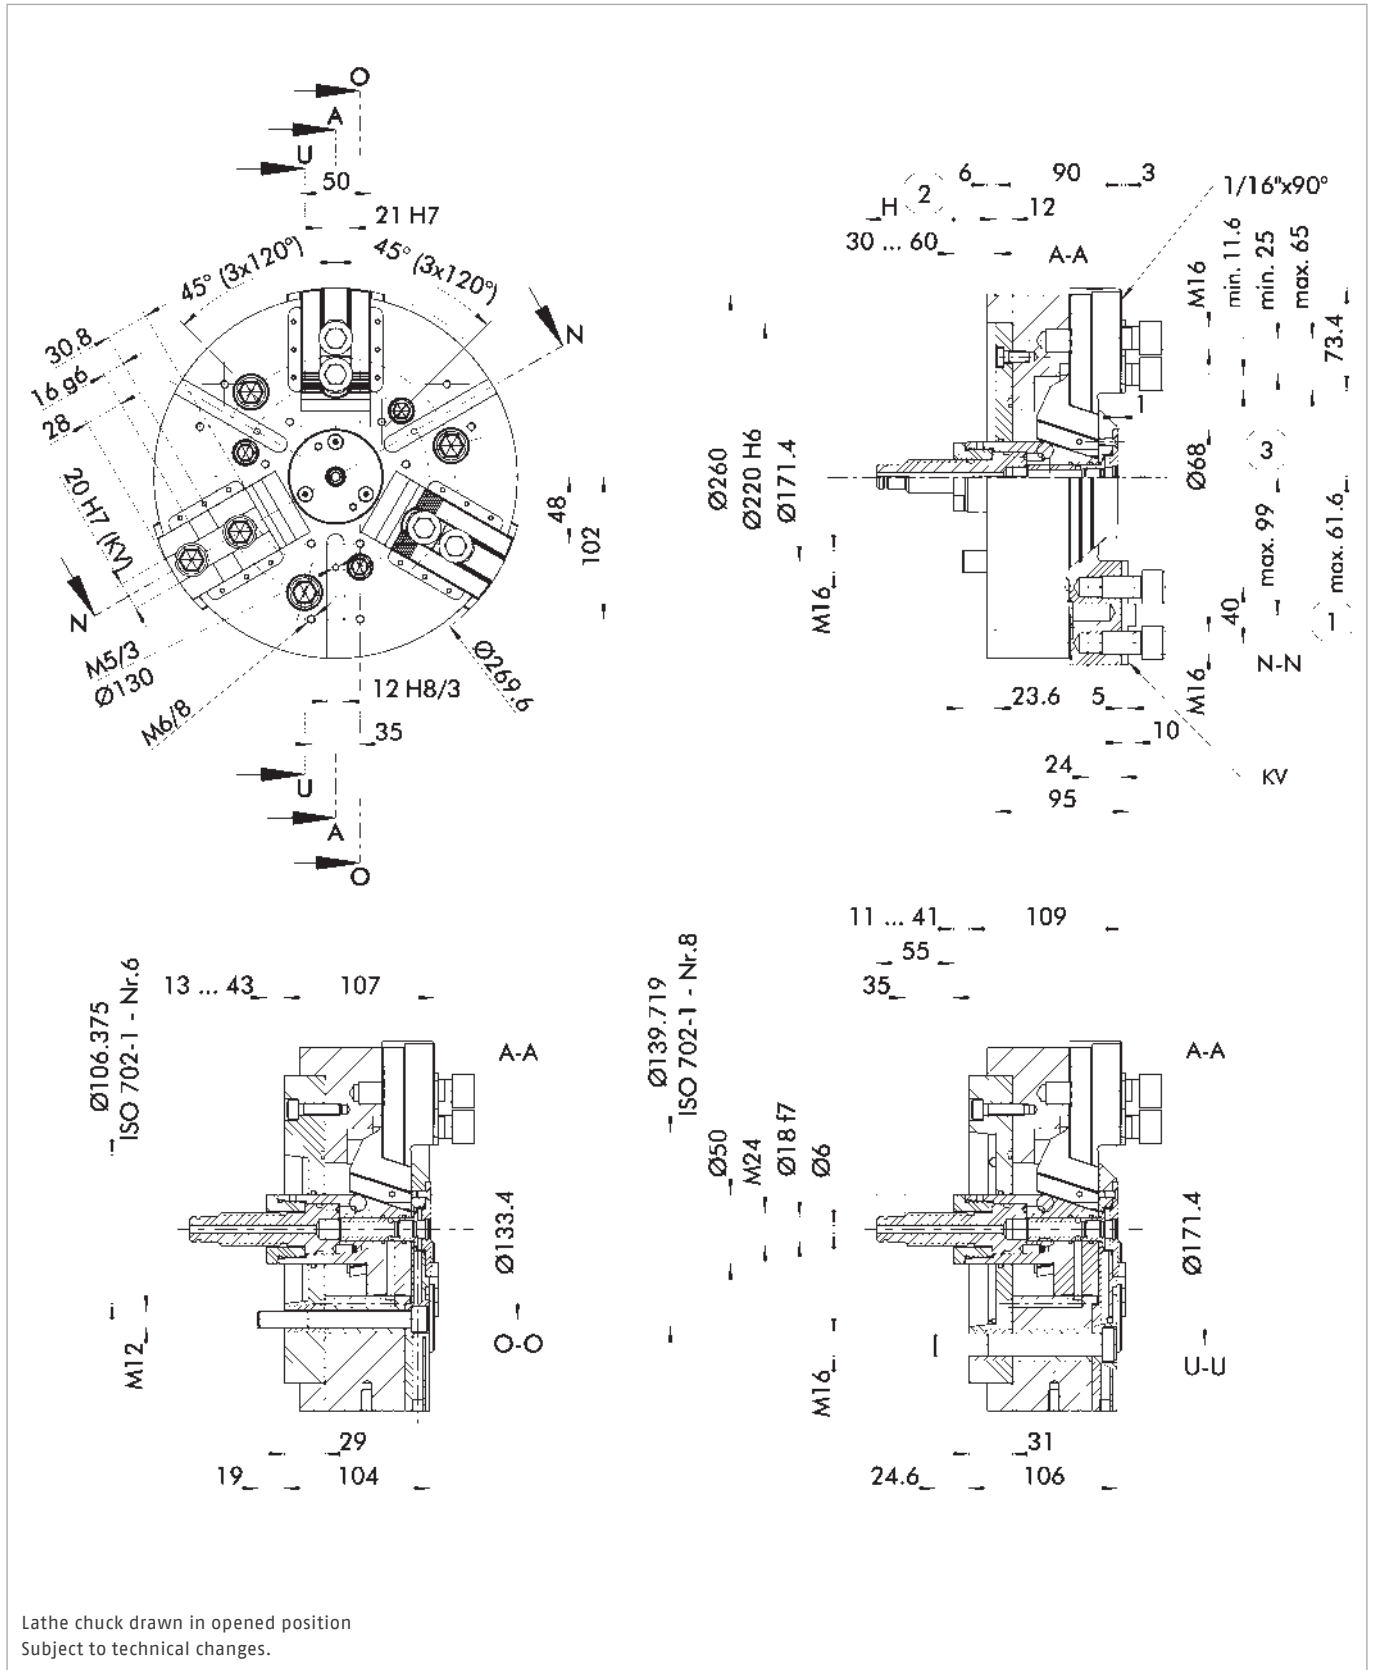 O
A
U
50
21 H7
45° (3x120°)
45° (3x120°)
N
30.8
16 g6
28
20 H7 (KV)
N
48
102
M5/3
Ø130
M6/8
12 H8/3
35
Ø269.6
U
A
O
6
90
3
1/16"x90°
H
2
12
30 ... 60
A-A
M16
min. 11.6
min. 25
max. 65
73.4
1
Ø260
Ø220 H6
Ø171.4
Ø68
3
M16
max. 99
max. 61.6
40
1
N-N
M16
23.6
5
10
24
KV
95
13 ... 43
107
Ø106.375
ISO 702-1 - Nr.6
A-A
Ø133.4
M12
O-O
29
19
104
11 ... 41
109
55
35
Ø139.719
ISO 702-1 - Nr.8
A-A
Ø50
M24
Ø18 f7
Ø6
Ø171.4
M16
U-U
31
24.6
106
Lathe chuck drawn in opened position
Subject to technical changes.